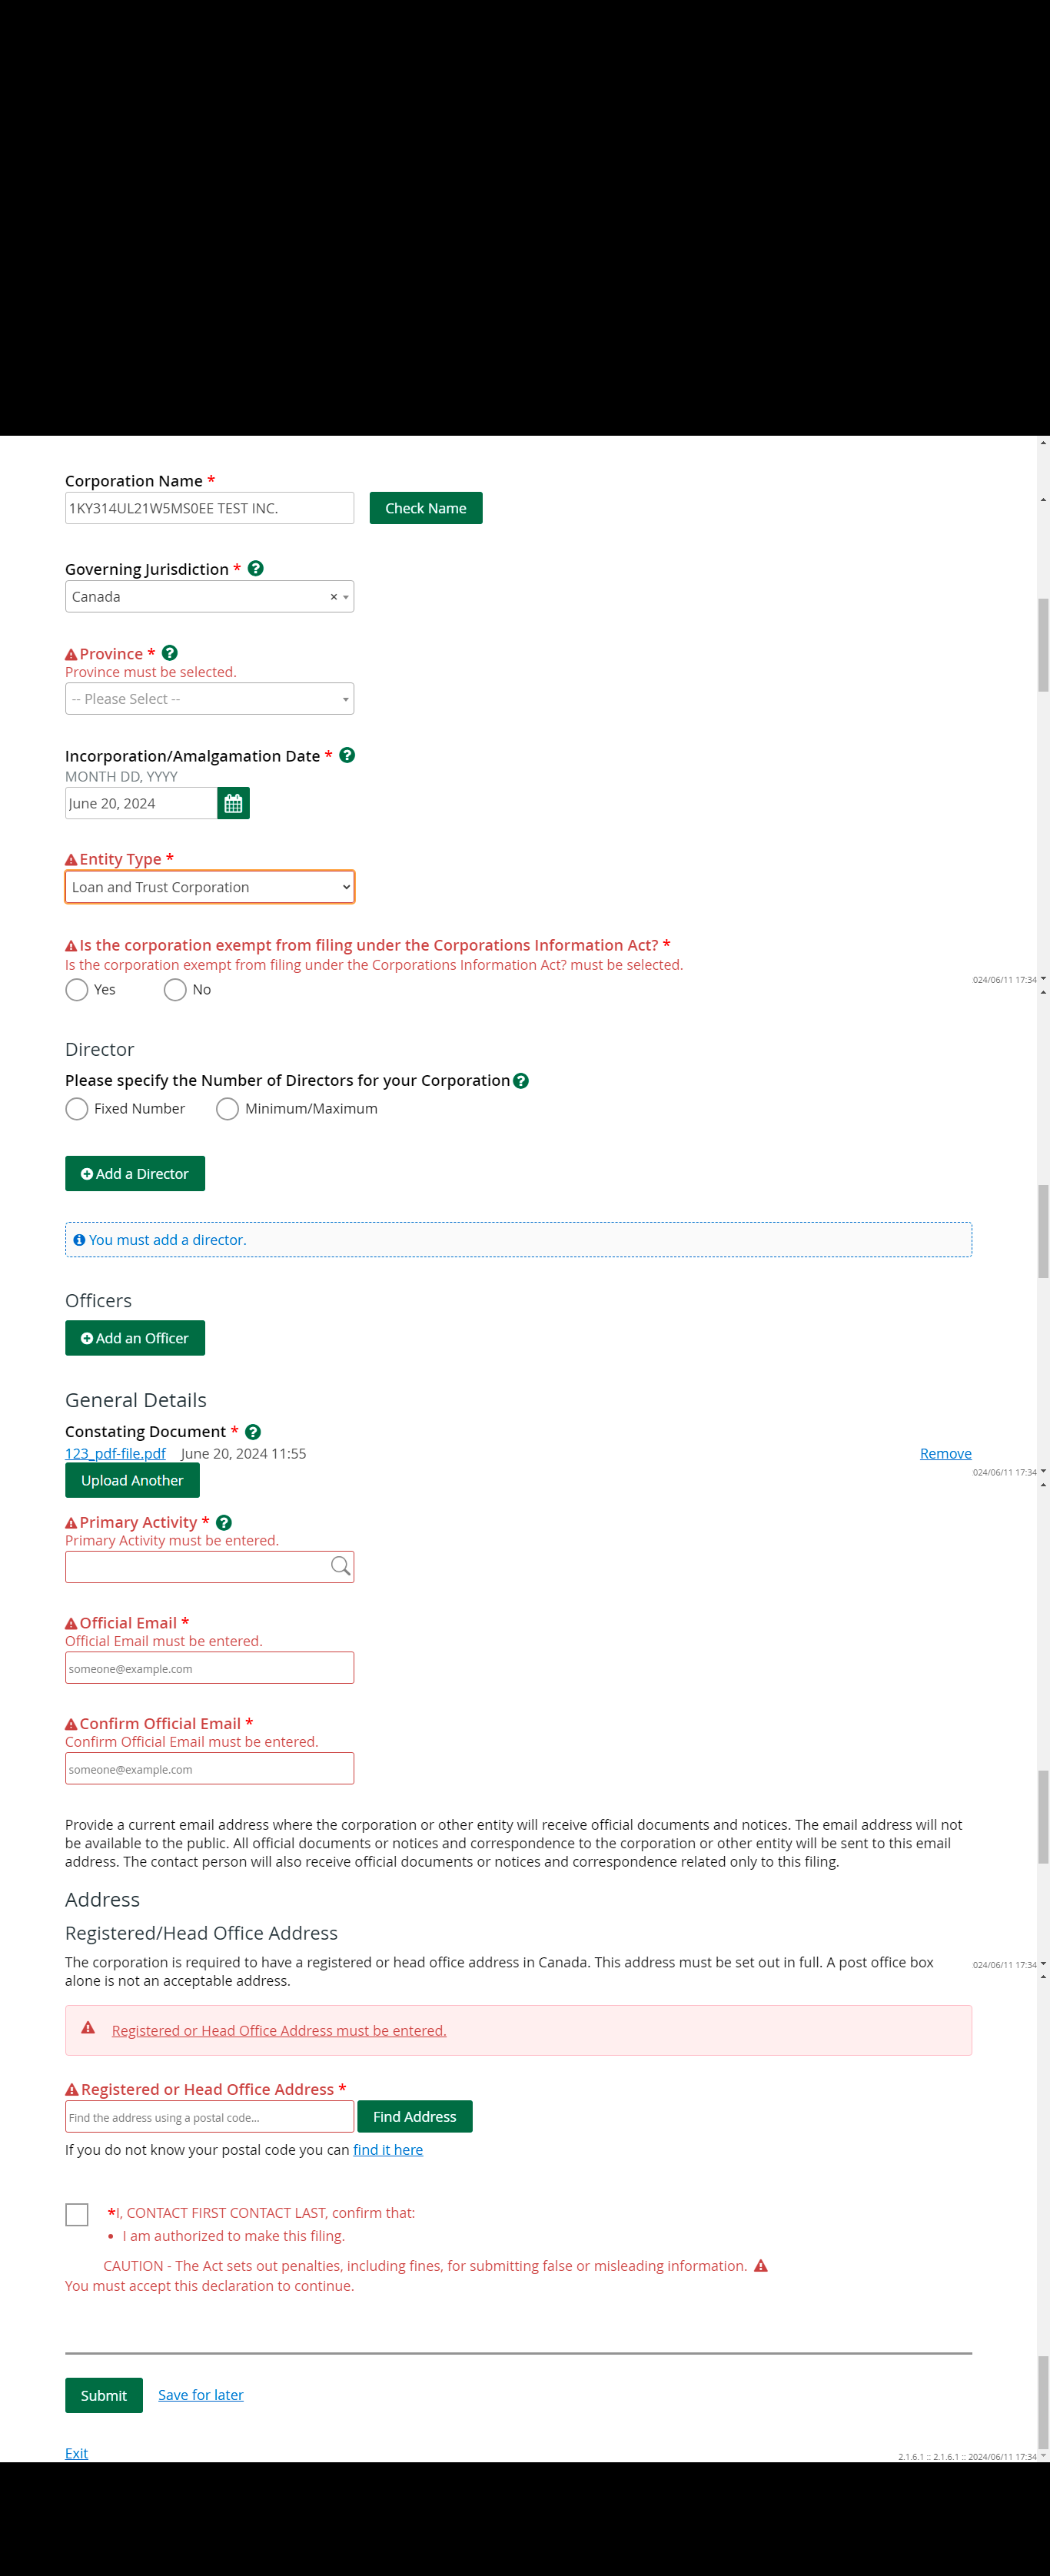 Corporation Name *
1KY314UL21W5MS0EE TEST INC.
Check Name
Governing Jurisdiction *
Canada
Province *
Province must be selected.
-- Please Select --
Incorporation/Amalgamation Date *
MONTH DD, YYYY
June 20, 2024
Entity Type *
Loan and Trust Corporation
Is the corporation exempt from filing under the Corporations Information Act? *
Is the corporation exempt from filing under the Corporations Information Act? must be selected.
Yes No
024/06/11 17:34
Director
Please specify the Number of Directors for your Corporation
Fixed Number Minimum/Maximum
Add a Director
You must add a director.
Officers
Add an Officer
General Details
Constating Document *
123_pdf-file.pdf June 20, 2024 11:55 Remove
024/06/11 17:34
Upload Another
Primary Activity *
Primary Activity must be entered.
Official Email *
Official Email must be entered.
someone@example.com
Confirm Official Email *
Confirm Official Email must be entered.
someone@example.com
Provide a current email address where the corporation or other entity will receive official documents and notices. The email address will not
be available to the public. All official documents or notices and correspondence to the corporation or other entity will be sent to this email
address. The contact person will also receive official documents or notices and correspondence related only to this filing.
Address
Registered/Head Office Address
The corporation is required to have a registered or head office address in Canada. This address must be set out in full. A post office box
024/06/11 17:34
alone is not an acceptable address.
Registered or Head Office Address must be entered.
Registered or Head Office Address *
Find the address using a postal code...
Find Address
If you do not know your postal code you can find it here
*I, CONTACT FIRST CONTACT LAST, confirm that:
• I am authorized to make this filing.
CAUTION - The Act sets out penalties, including fines, for submitting false or misleading information.
You must accept this declaration to continue.
Submit Save for later
Exit
2.1.6.1 :: 2.1.6.1 :: 2024/06/11 17:34